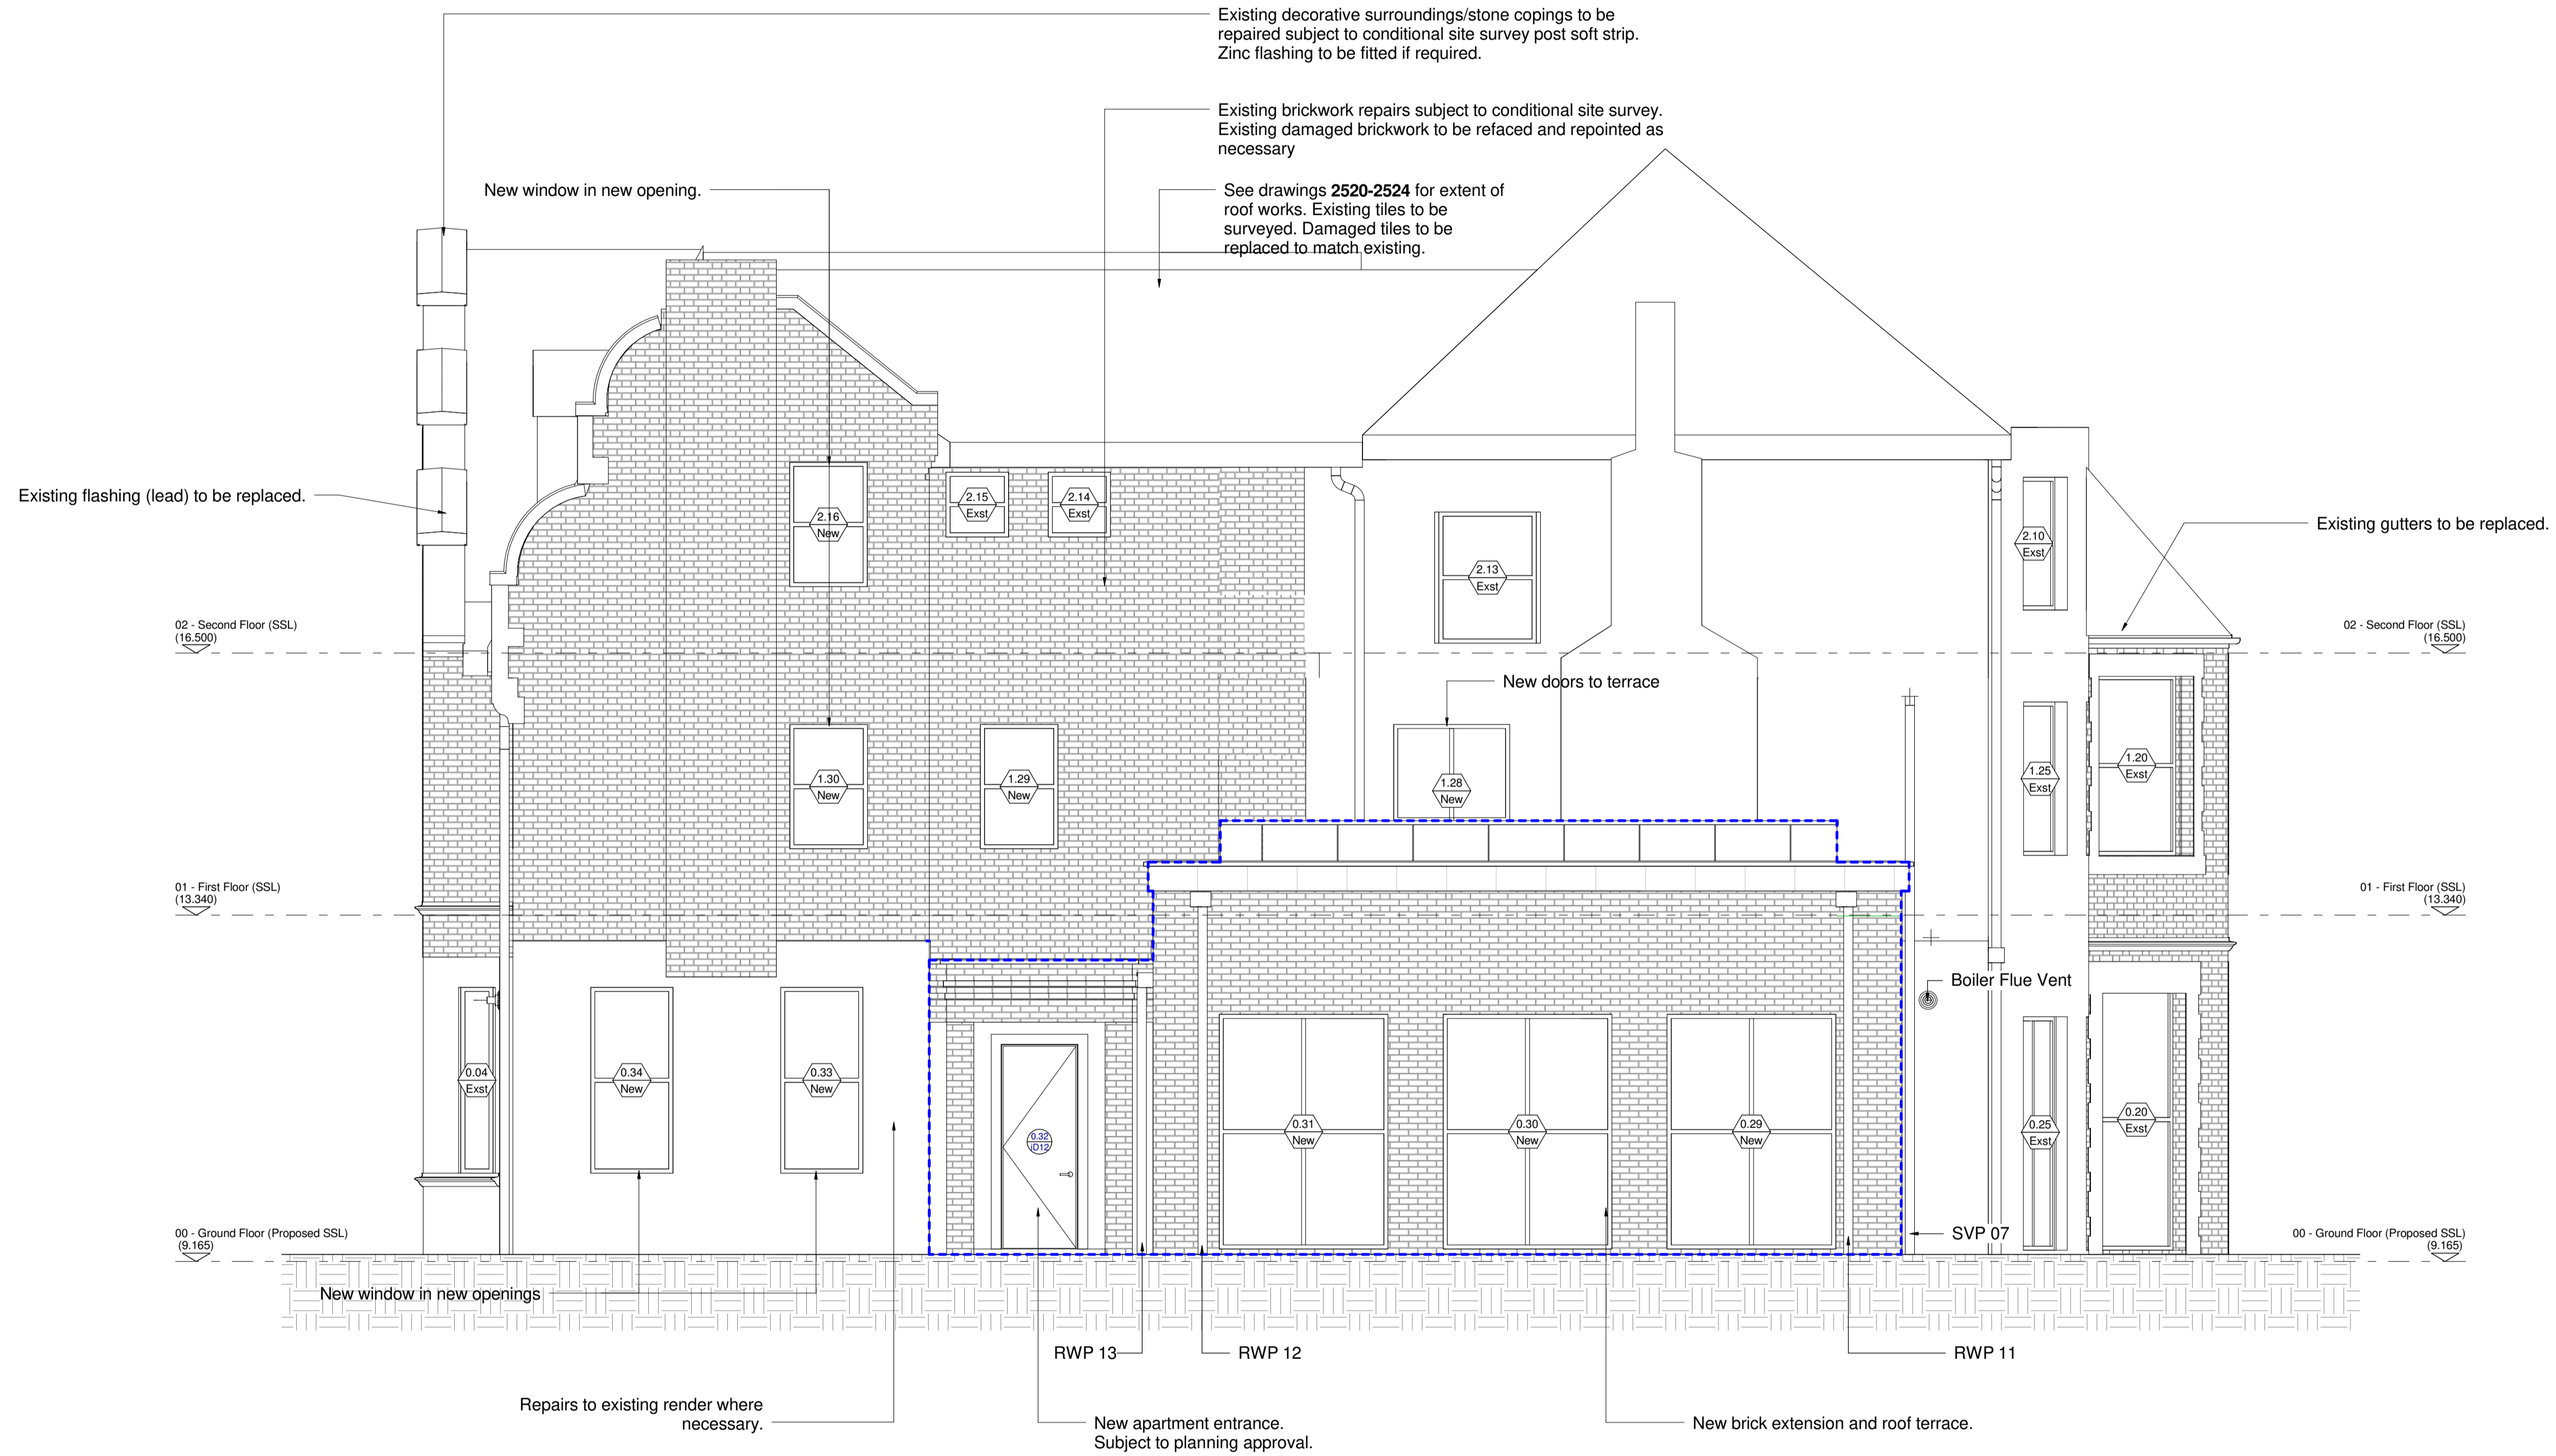 Existing decorative surroundings/stone copings to be
repaired subject to conditional site survey post soft strip.
Zinc flashing to be fitted if required.
Existing brickwork repairs subject to conditional site survey.
Existing damaged brickwork to be refaced and repointed as
necessary
New window in new opening.
See drawings 2520-2524 for extent of
roof works. Existing tiles to be
surveyed. Damaged tiles to be
replaced to match existing.
Existing flashing (lead) to be replaced.
2.16
New
2.15
Exst
2.14
Exst
2.13
Exst
2.10
Exst
Existing gutters to be replaced.
02 - Second Floor (SSL)
(16.500)
02 - Second Floor (SSL)
(16.500)
New doors to terrace
1.30
New
1.29
New
1.28
New
1.25
Exst
1.20
Exst
01 - First Floor (SSL)
(13.340)
01 - First Floor (SSL)
(13.340)
Boiler Flue Vent
0.04
Exst
0.34
New
0.33
New
0.32
iD12
0.31
New
0.30
New
0.29
New
0.25
Exst
0.20
Exst
00 - Ground Floor (Proposed SSL)
(9.165)
SVP 07
00 - Ground Floor (Proposed SSL)
(9.165)
New window in new openings
RWP 13
RWP 12
RWP 11
Repairs to existing render where
necessary.
New apartment entrance.
Subject to planning approval.
New brick extension and roof terrace.